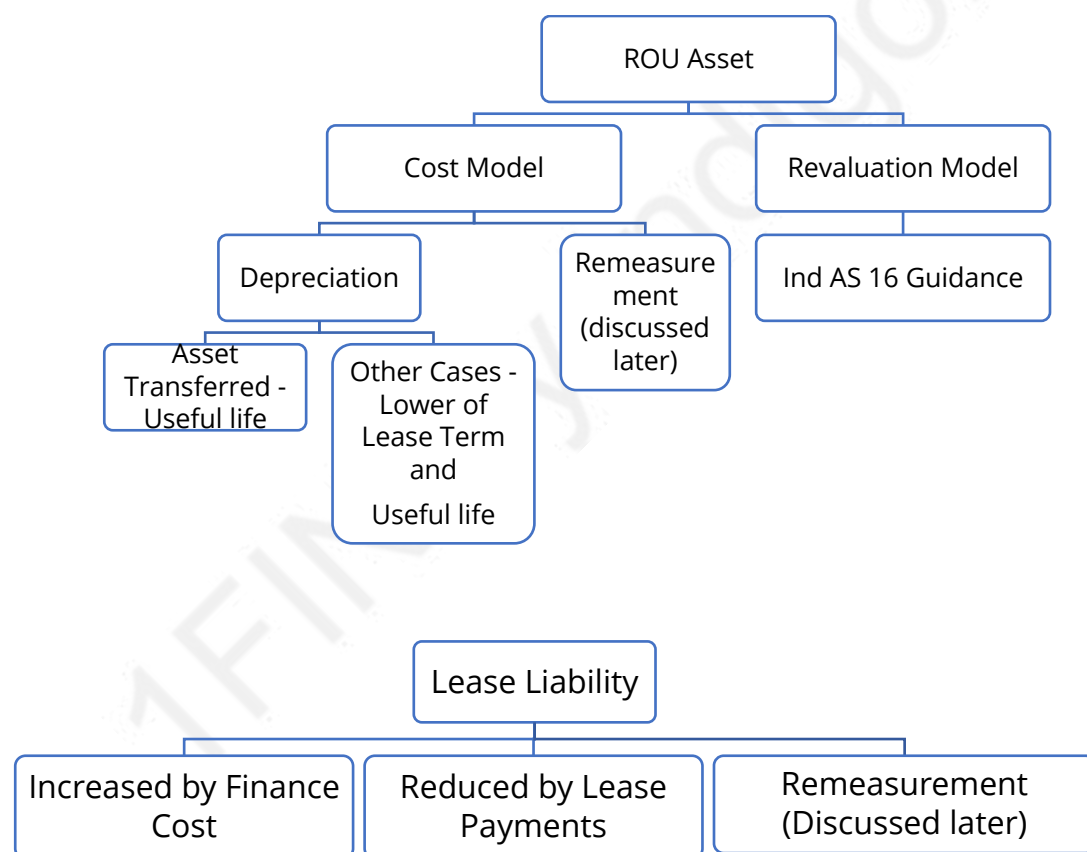 ROU Asset
Cost Model
Revaluation Model
Depreciation
Remeasure
ment
(discussed
later)
Ind AS 16 Guidance
Asset
Transferred -
Useful life
Other Cases -
Lower of
Lease Term
and
Useful life
Lease Liability
Increased by Finance
Cost
Reduced by Lease
Payments
Remeasurement
(Discussed later)